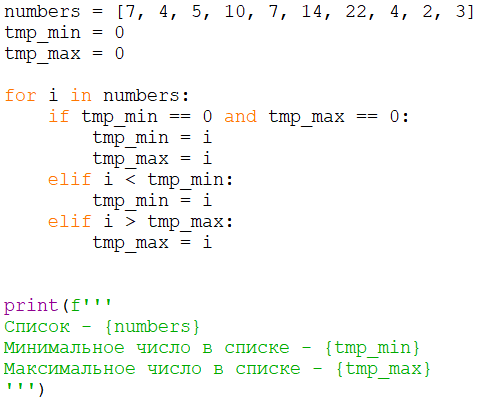 numbers = [7, 4, 5, 10, 7, 14, 22, 4, 2, 3]
tmp_min = 0
tmp_max = 0

for i in numbers:
    if tmp_min == 0 and tmp_max == 0:
        tmp_min = i
        tmp_max = i
    elif i < tmp_min:
        tmp_min = i
    elif i > tmp_max:
        tmp_max = i


print(f'''
Список - {numbers}
Минимальное число в списке - {tmp_min}
Максимальное число в списке - {tmp_max}
''')